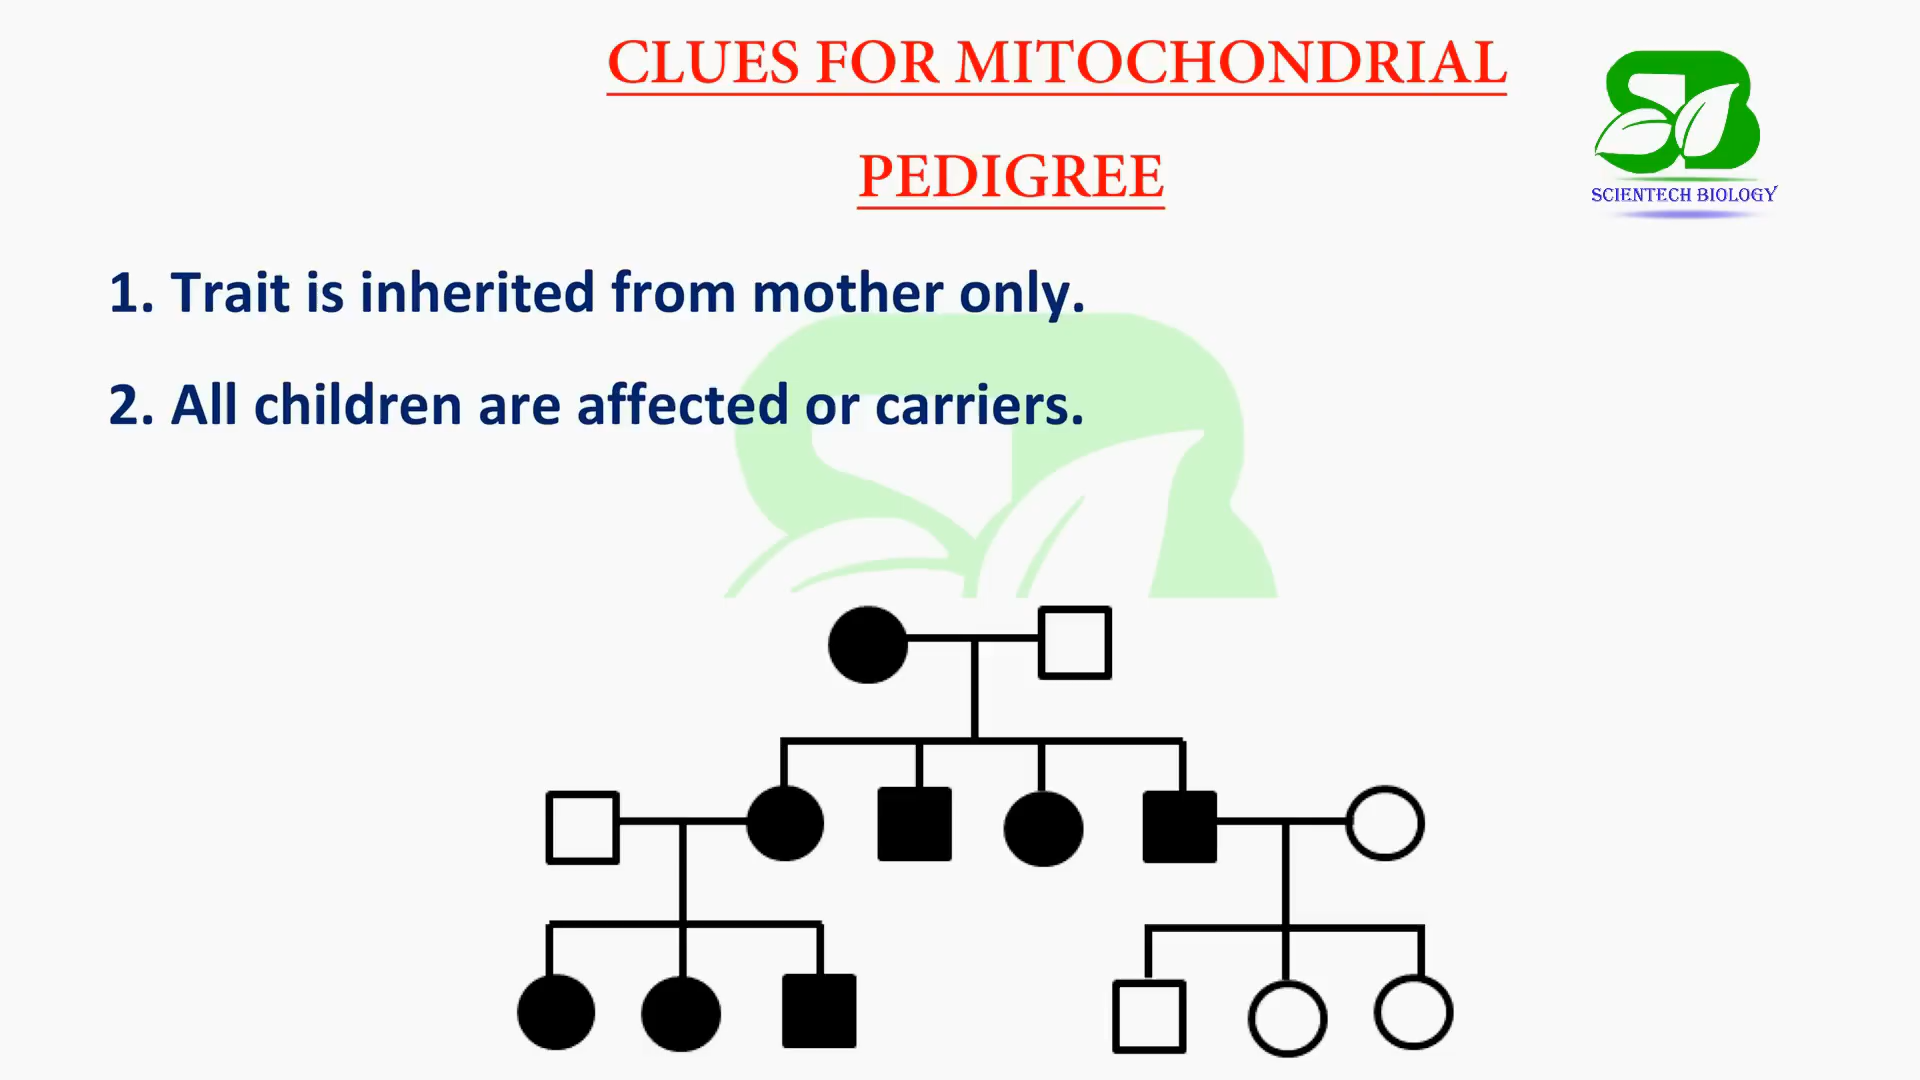 CLUES FOR MITOCHONDRIAL
PEDIGREE
SCIENTECH BIOLOGY
1. Trait is inherited from mother only.
2. All children are affected or carriers.